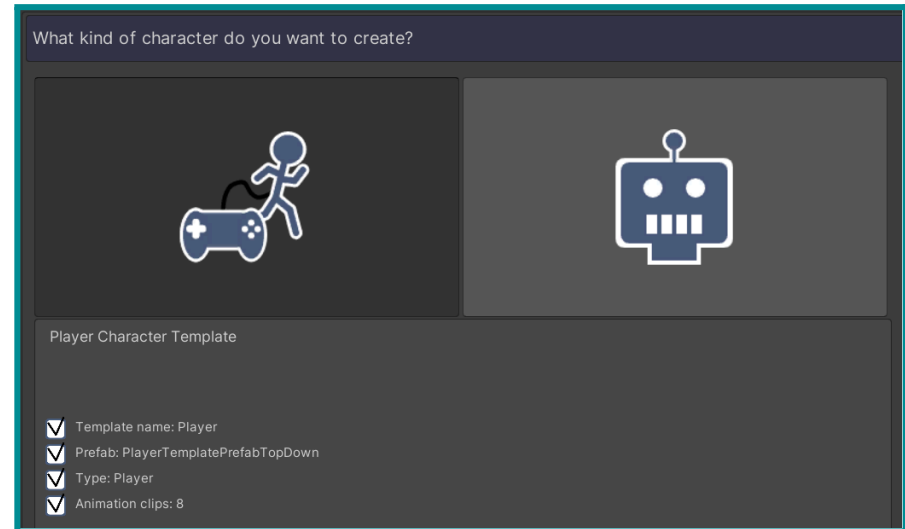 What kind of character do you want to create?
Player Character Template
Template name: Player
Prefab: PlayerTemplatePrefabTopDown
Type: Player
Animation clips: 8